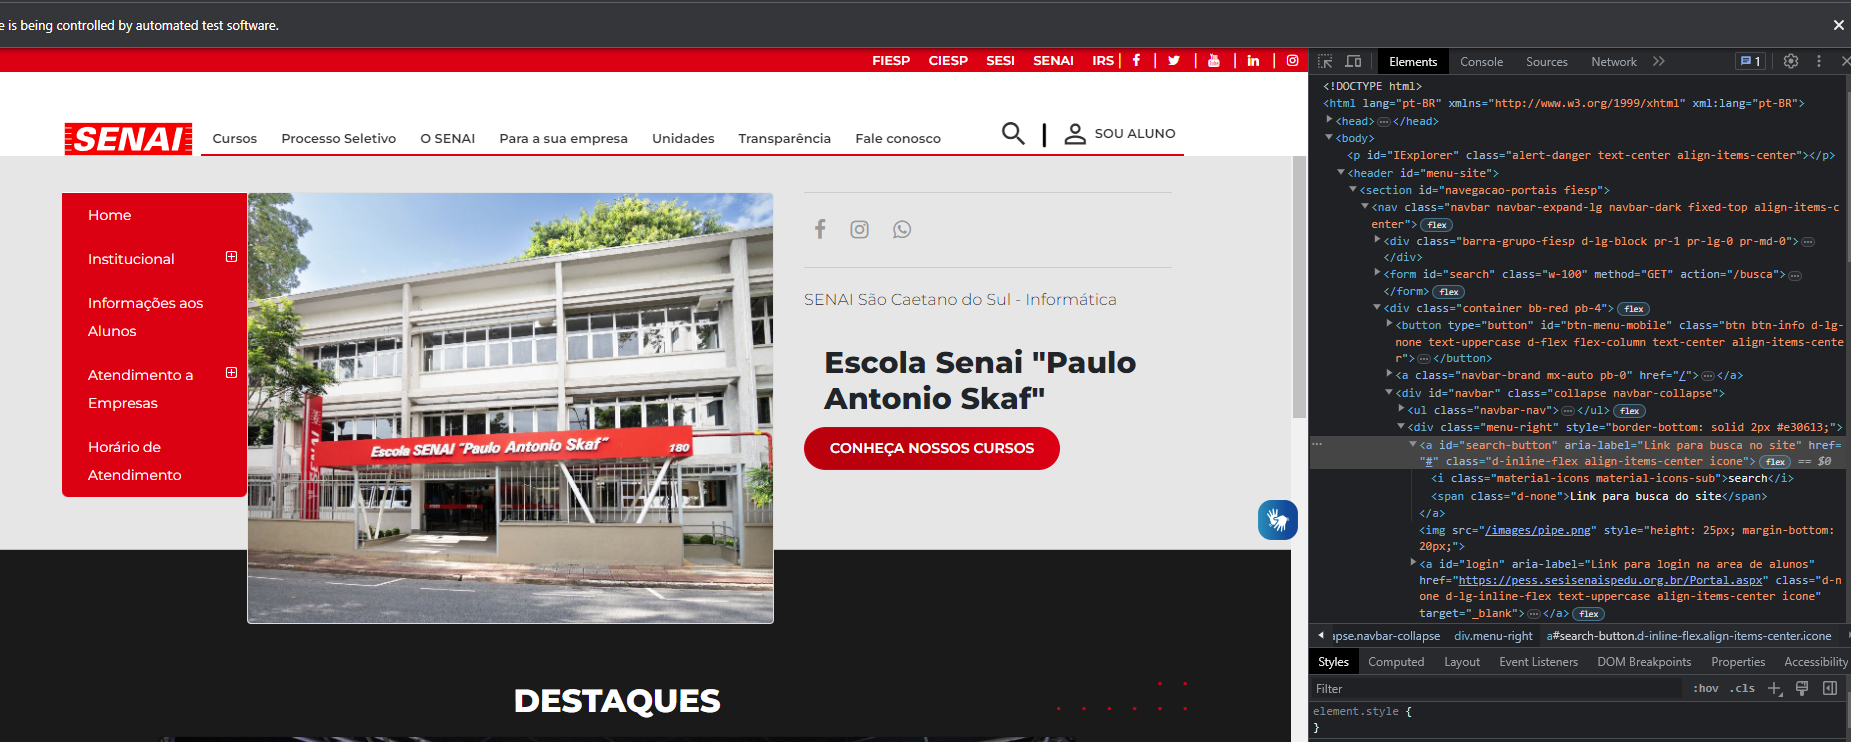 e is being controlled by automated test software.
FIESP CIESP SESI SENAI IRS
SENAI
Cursos Processo Seletivo O SENAI Para a sua empresa Unidades Transparência Fale conosco
SOU ALUNO
Home
Institucional
Informações aos
Alunos
Atendimento a
Empresas
Horário de
Atendimento
Escola SENAI "Paulo Antonio Skaf" 180
SENAI São Caetano do Sul - Informática
Escola Senai "Paulo
Antonio Skaf"
CONHEÇA NOSSOS CURSOS
DESTAQUES
Elements Console Sources Network 1
<!DOCTYPE html>
<html lang="pt-BR" xmlns="http://www.w3.org/1999/xhtml" xml:lang="pt-BR">
<head>…</head>
<body>
<p id="IExplorer" class="alert-danger text-center align-items-center"></p>
<header id="menu-site">
<section id="navegacao-portais fiesp">
<nav class="navbar navbar-expand-lg navbar-dark fixed-top align-items-c
enter"> flex
<div class="barra-grupo-fiesp d-lg-block pr-1 pr-lg-0 pr-md-0">…
</div>
<form id="search" class="w-100" method="GET" action="/busca">…
</form> flex
<div class="container bb-red pb-4"> flex
<button type="button" id="btn-menu-mobile" class="btn btn-info d-lg-
none text-uppercase d-flex flex-column text-center align-items-cente
r">…</button>
<a class="navbar-brand mx-auto pb-0" href="/">…</a>
<div id="navbar" class="collapse navbar-collapse">
<ul class="navbar-nav">…</ul> flex
<div class="menu-right" style="border-bottom: solid 2px #e30613;">
<a id="search-button" aria-label="Link para busca no site" href=
"#" class="d-inline-flex align-items-center icone"> flex == $0
<i class="material-icons material-icons-sub">search</i>
<span class="d-none">Link para busca do site</span>
</a>
<img src="/images/pipe.png" style="height: 25px; margin-bottom:
20px;">
<a id="login" aria-label="Link para login na area de alunos"
href="https://pess.sesisenaispedu.org.br/Portal.aspx" class="d-n
one d-lg-inline-flex text-uppercase align-items-center icone"
target="_blank">…</a> flex
apse.navbar-collapse div.menu-right a#search-button.d-inline-flex.align-items-center.icone
Styles Computed Layout Event Listeners DOM Breakpoints Properties Accessibility
Filter :hov .cls
element.style {
}